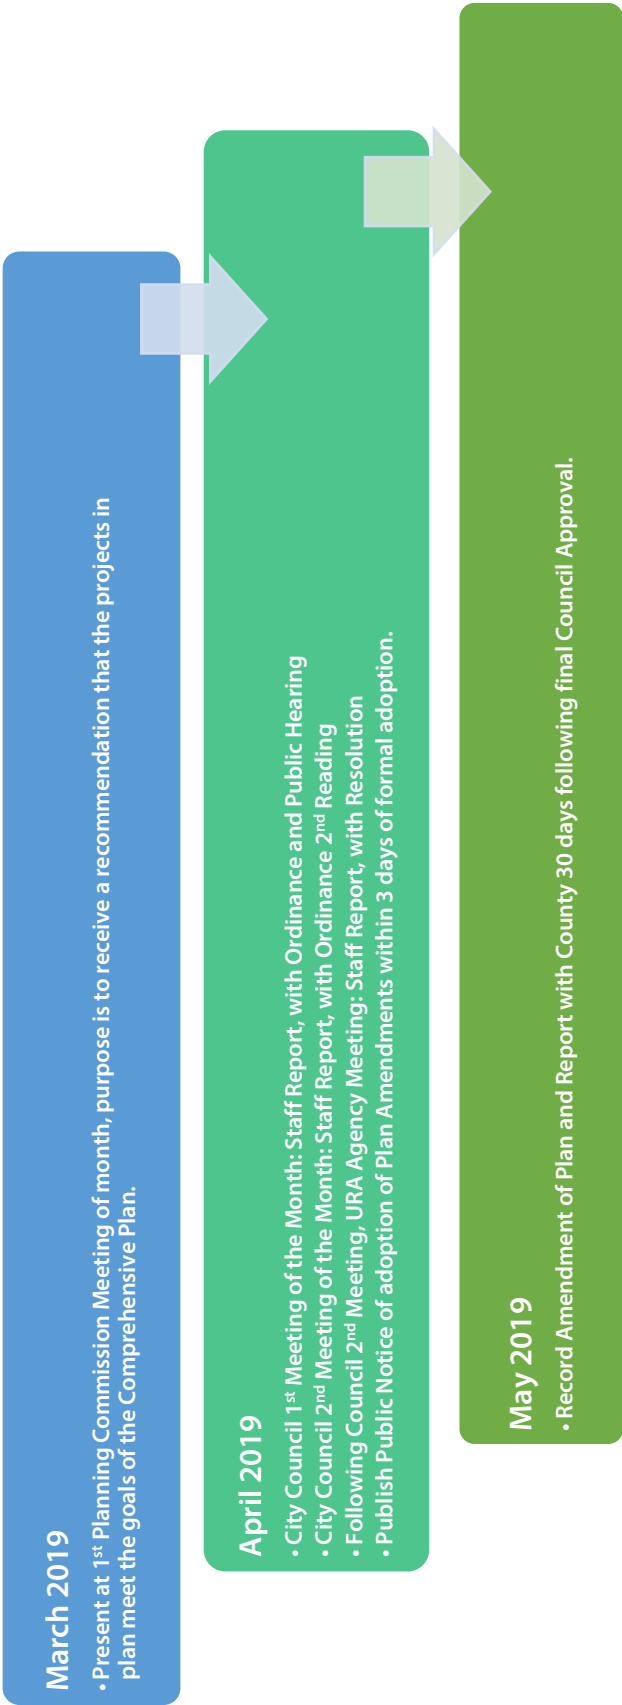 March 2019
• Present at 1st Planning Commission Meeting of month, purpose is to receive a recommendation that the projects in
plan meet the goals of the Comprehensive Plan.
April 2019
• City Council 1st Meeting of the Month: Staff Report, with Ordinance and Public Hearing
• City Council 2nd Meeting of the Month: Staff Report, with Ordinance 2nd Reading
• Following Council 2nd Meeting, URA Agency Meeting: Staff Report, with Resolution
• Publish Public Notice of adoption of Plan Amendments within 3 days of formal adoption.
May 2019
• Record Amendment of Plan and Report with County 30 days following final Council Approval.